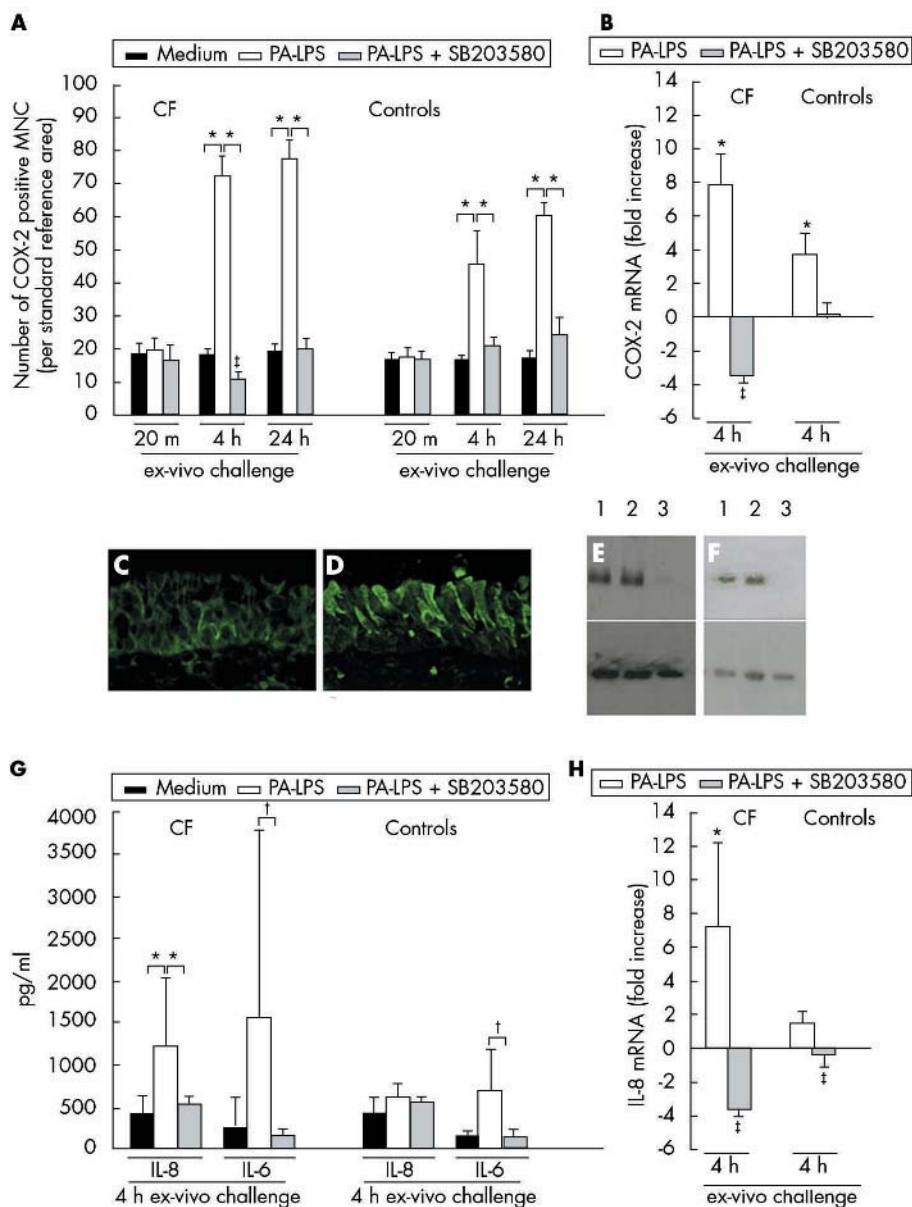 A
Medium PA-LPS PA-LPS + SB203580
CF Controls
Number of COX-2 positive MNC
(per standard reference area)
100
90
80
70
60
50
40
30
20
10
0
* * * * * * * *
‡
20 m 4 h 24 h 20 m 4 h 24 h
ex-vivo challenge ex-vivo challenge
B
PA-LPS PA-LPS + SB203580
CF Controls
COX-2 mRNA (fold increase)
14
12
10
8
6
4
2
0
-2
-4
-6
* *
‡
4 h 4 h
ex-vivo challenge
C D
1 2 3 1 2 3
E F
G
Medium PA-LPS PA-LPS + SB203580
CF Controls
pg/ml
4000
3500
3000
2500
2000
1500
1000
500
0
* * † †
IL-8 IL-6 IL-8 IL-6
4 h ex-vivo challenge 4 h ex-vivo challenge
H
PA-LPS PA-LPS + SB203580
CF Controls
IL-8 mRNA (fold increase)
14
12
10
8
6
4
2
0
-2
-4
-6
*
‡ ‡
4 h 4 h
ex-vivo challenge